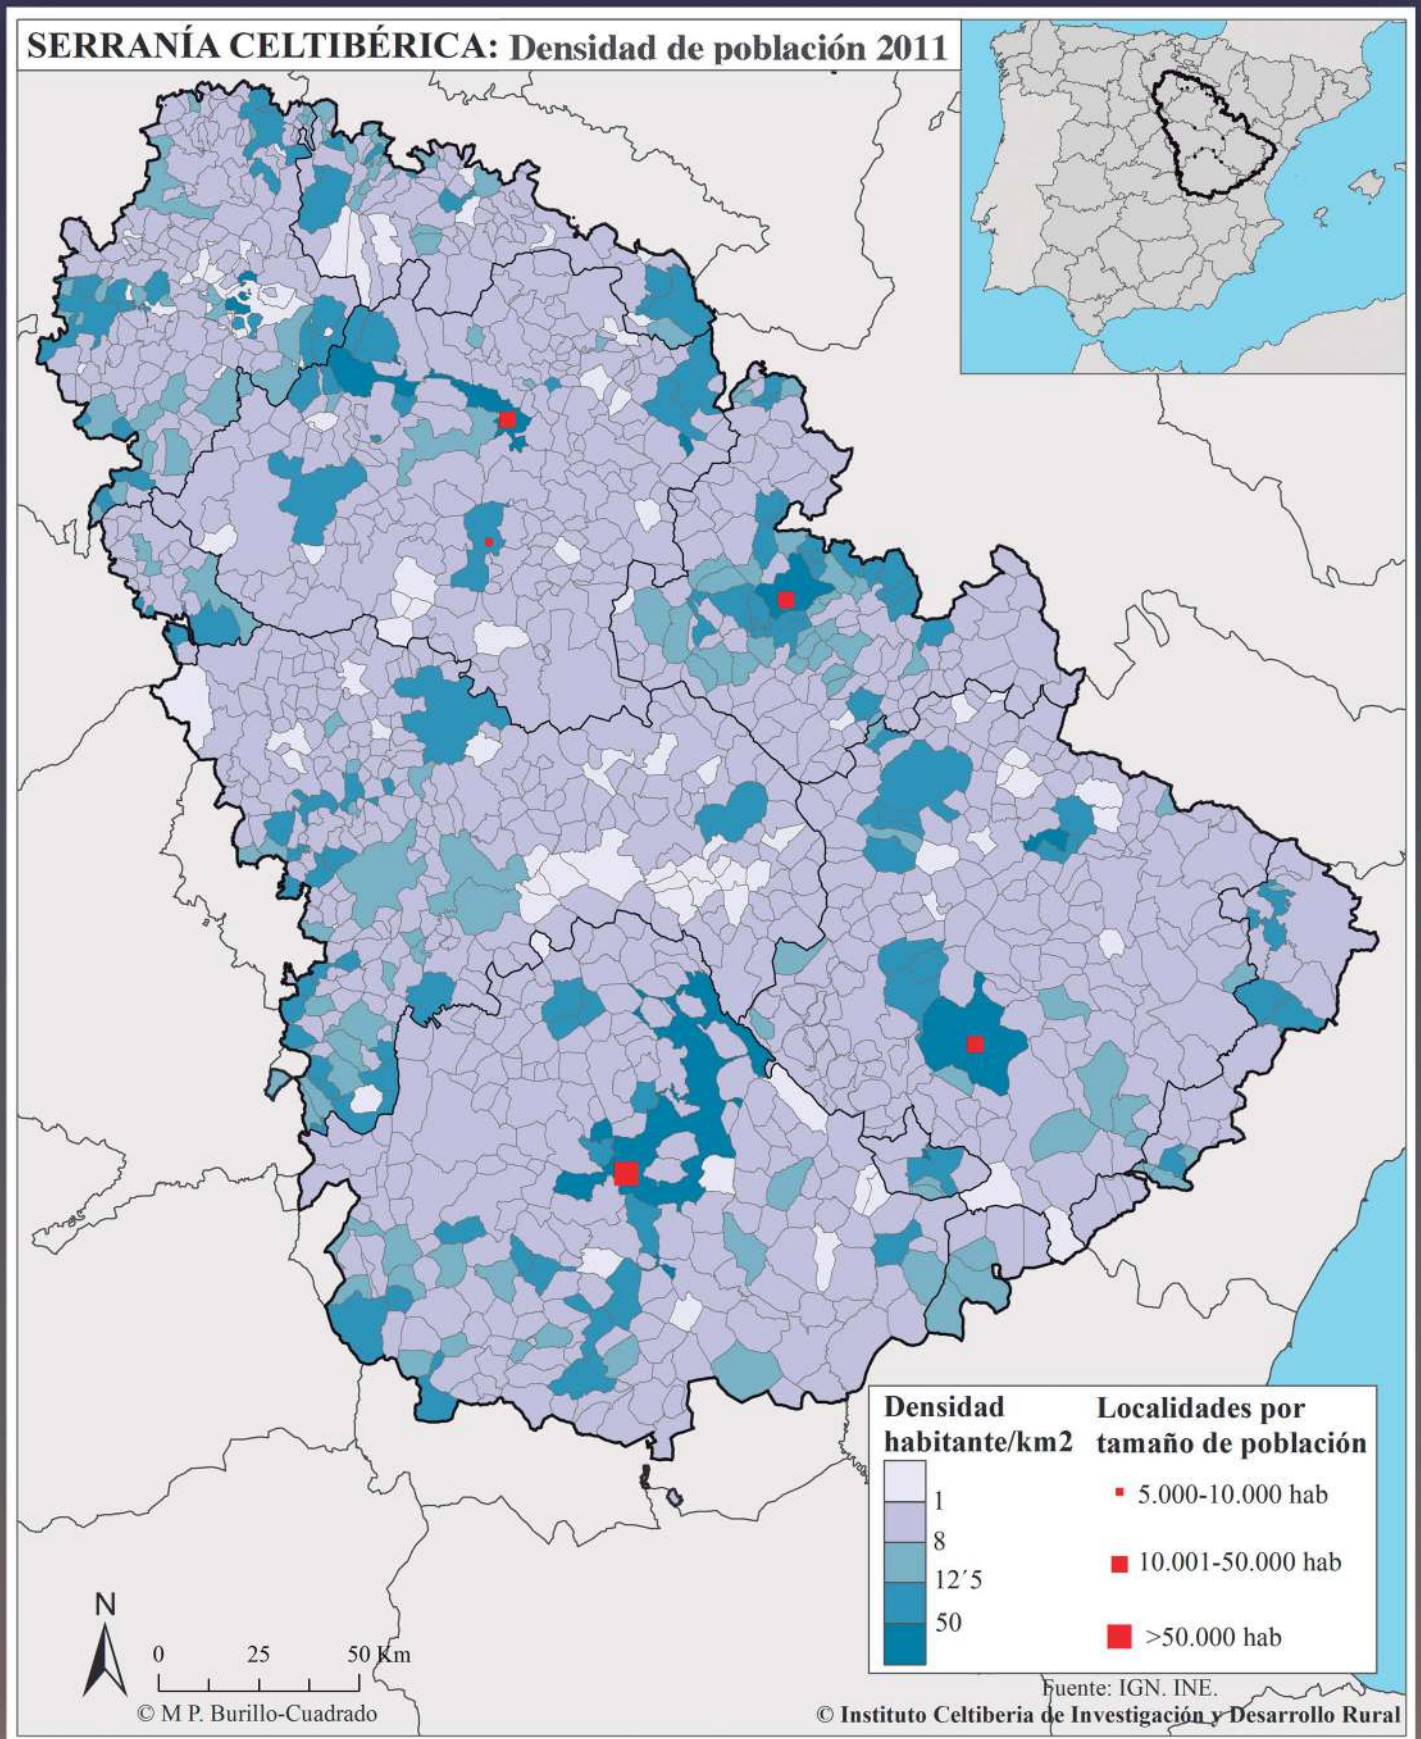 SERRANÍA CELTIBÉRICA: Densidad de población 2011
Densidad
habitante/km2
1
8
12´5
50
Localidades por
tamaño de población
5.000-10.000 hab
10.001-50.000 hab
>50.000 hab
N
0 25 50 Km
© M P. Burillo-Cuadrado
Fuente: IGN. INE.
© Instituto Celtiberia de Investigación y Desarrollo Rural